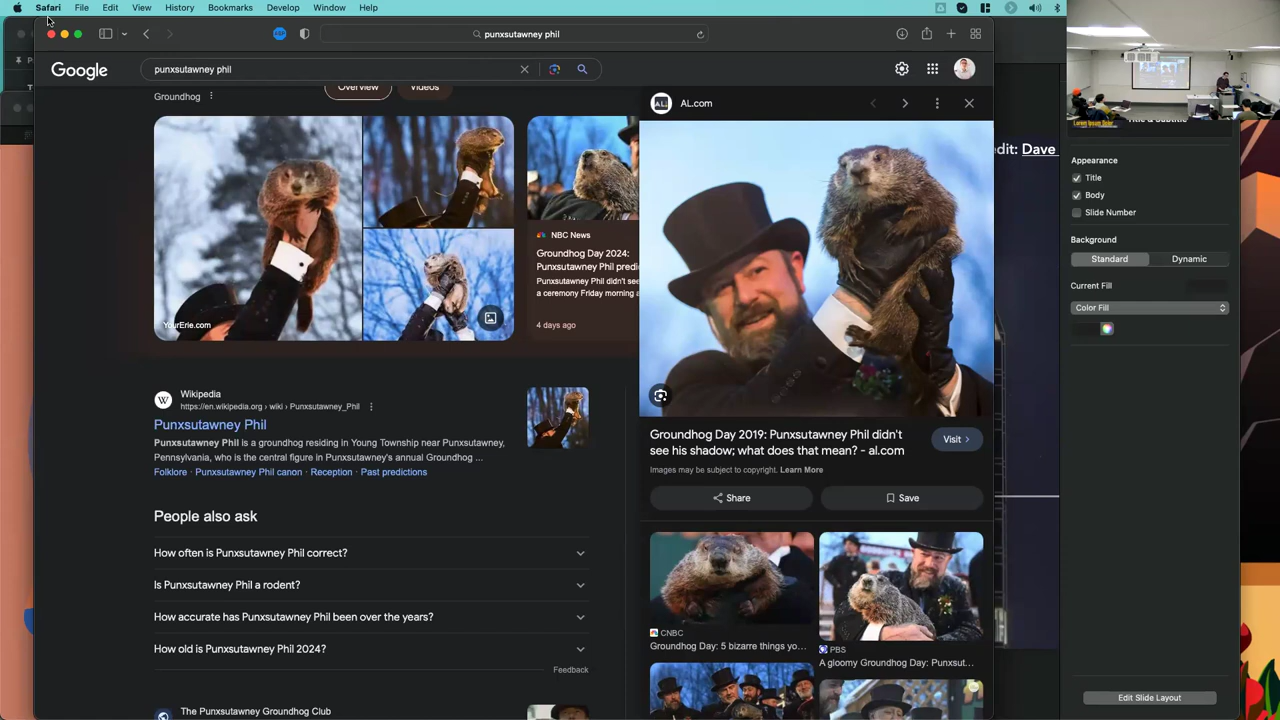 Safari File Edit View History Bookmarks Develop Window Help
punxsutawney phil
Google
punxsutawney phil
Groundhog
Overview
Videos
YourErie.com
NBC News
Groundhog Day 2024:
Punxsutawney Phil predi
Punxsutawney Phil didn't see
a ceremony Friday morning a
4 days ago
Wikipedia
https://en.wikipedia.org › wiki › Punxsutawney_Phil
Punxsutawney Phil
Punxsutawney Phil is a groundhog residing in Young Township near Punxsutawney,
Pennsylvania, who is the central figure in Punxsutawney's annual Groundhog ...
Folklore · Punxsutawney Phil canon · Reception · Past predictions
People also ask
How often is Punxsutawney Phil correct?
Is Punxsutawney Phil a rodent?
How accurate has Punxsutawney Phil been over the years?
How old is Punxsutawney Phil 2024?
Feedback
The Punxsutawney Groundhog Club
AL
AL.com
Groundhog Day 2019: Punxsutawney Phil didn't
see his shadow; what does that mean? - al.com
Visit
Images may be subject to copyright. Learn More
Share
Save
CNBC
Groundhog Day: 5 bizarre things yo...
PBS
A gloomy Groundhog Day: Punxsut...
edit: Dave
Title & Subtitle
Appearance
Title
Body
Slide Number
Background
Standard
Dynamic
Current Fill
Color Fill
Edit Slide Layout